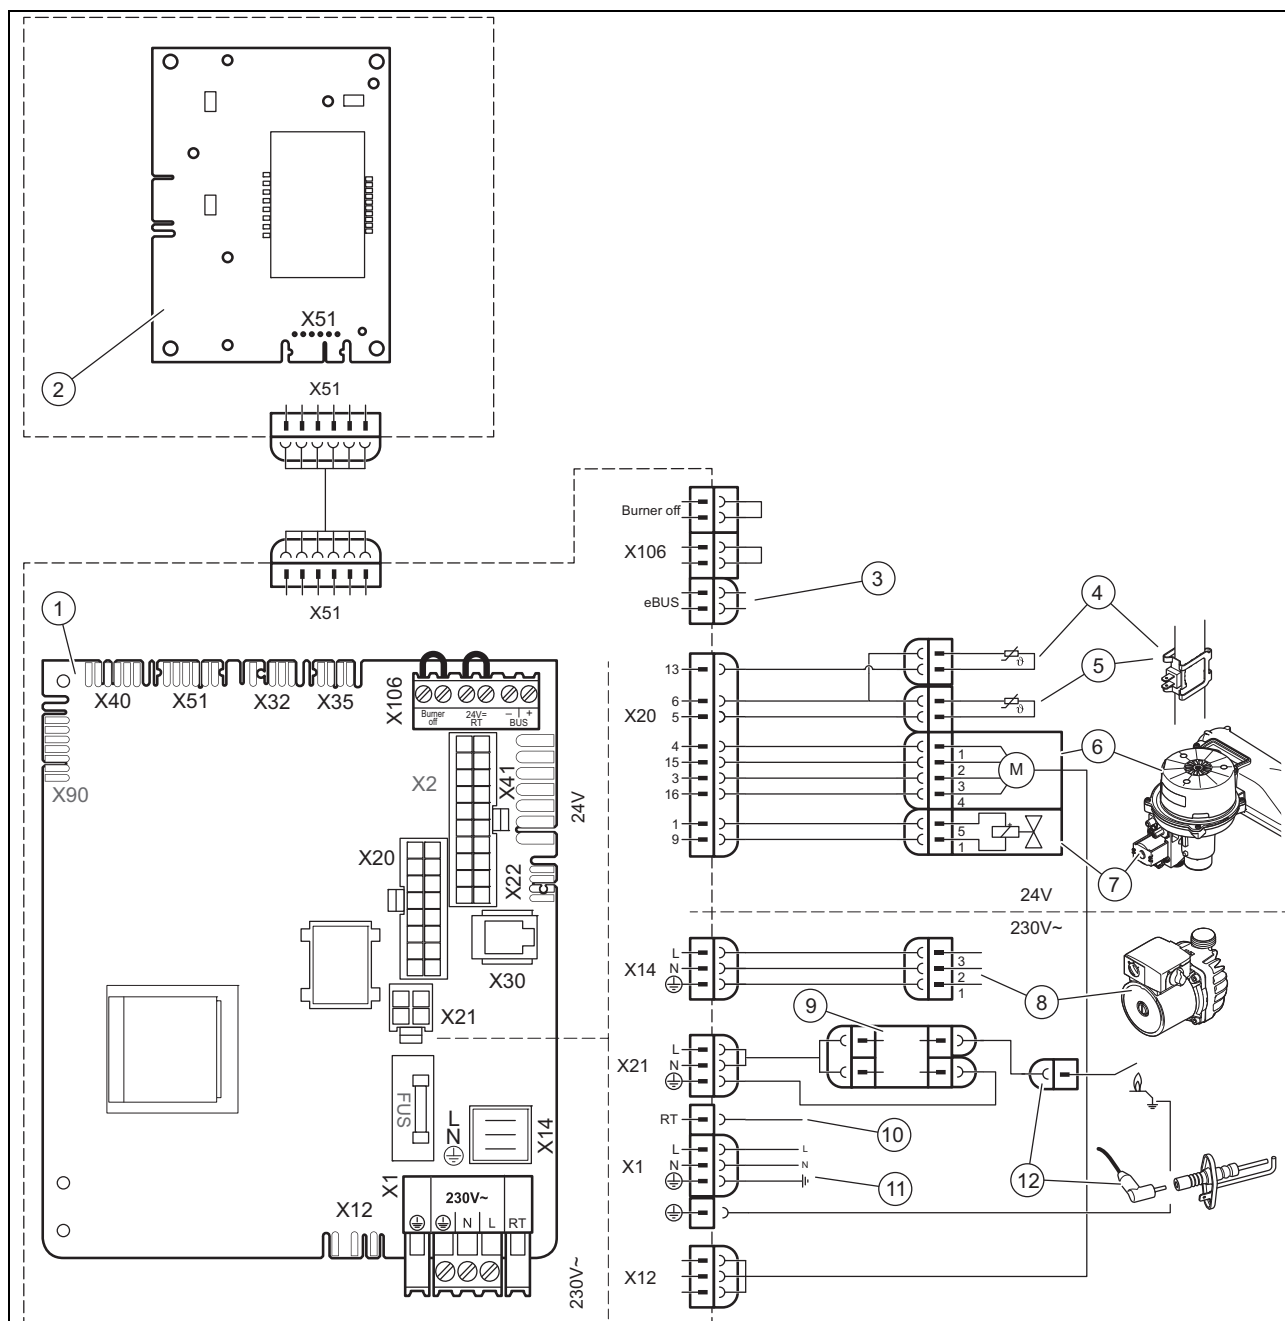 X51
2
X51
X51
1
Burner off
X106
eBUS
3
4
5
X40
X51
X32
X35
X106
Burner off
24V=
RT
– | +
BUS
X90
X2
X41
24V
X20
X22
X30
X21
FUS
L
N
X14
X1
230V~
N
L
RT
X12
230V~
X20
13
6
5
4
15
3
16
1
9
ϑ
ϑ
1
2
3
4
M
6
5
1
7
24V
230V~
X14
L
N
3
2
1
8
X21
L
N
9
RT
10
X1
L
N
L
N
11
12
X12